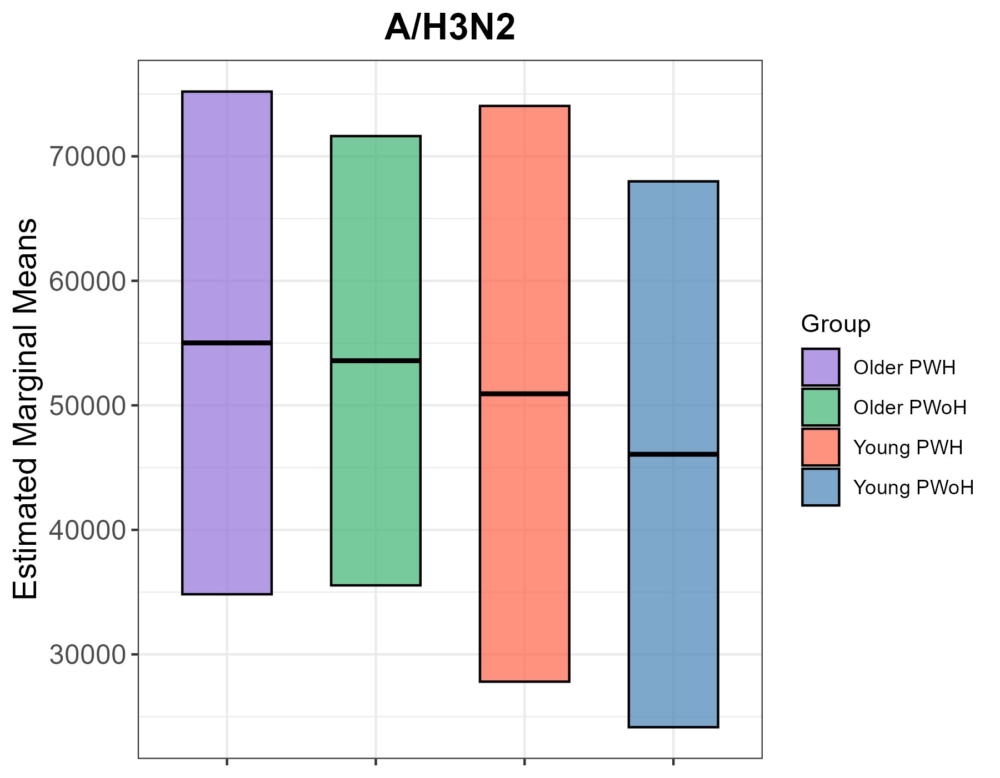 A/H3N2
Estimated Marginal Means
70000
60000
50000
40000
30000
Group
Older PWH
Older PWoH
Young PWH
Young PWoH